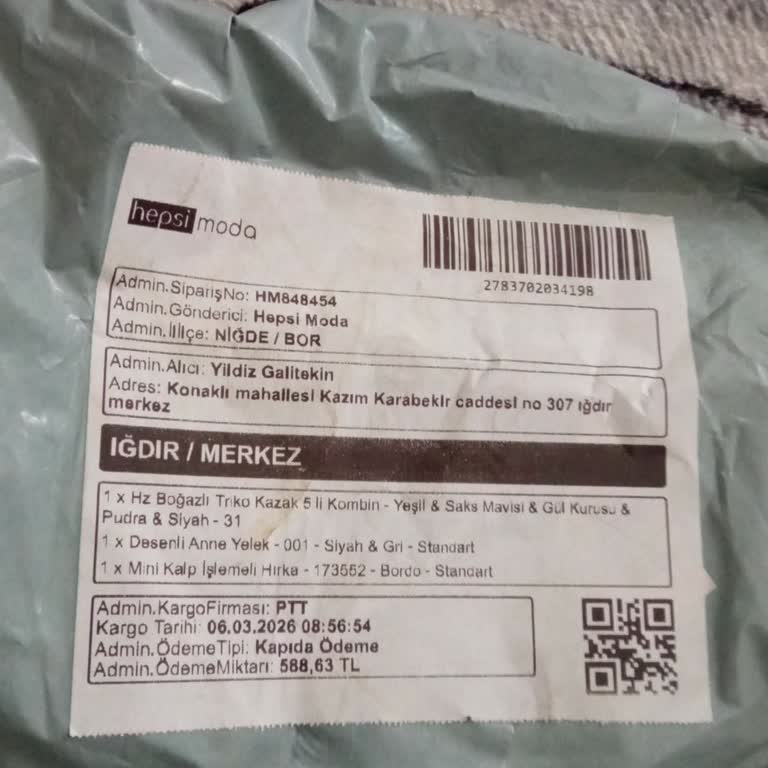 hepsi moda
2783702034198
Admin.SiparişNo: HM848454
Admin.Gönderici: Hepsi Moda
Admin.İlİlçe: NİĞDE / BOR
Admin.Alıcı: Yildiz Galitekin
Adres: Konaklı mahallesi Kazım Karabekir caddesi no 307 ığdır
merkez
IĞDIR / MERKEZ
1 x Hz Boğazlı Triko Kazak 5 li Kombin - Yeşil & Saks Mavisi & Gül Kurusu &
Pudra & Siyah - 31
1 x Desenli Anne Yelek - 001 - Siyah & Gri - Standart
1 x Mini Kalp İşlemeli Hırka - 173552 - Bordo - Standart
Admin.KargoFirması: PTT
Kargo Tarihi: 06.03.2026 08:56:54
Admin.ÖdemeTipi: Kapıda Ödeme
Admin.ÖdemeMiktarı: 588,63 TL